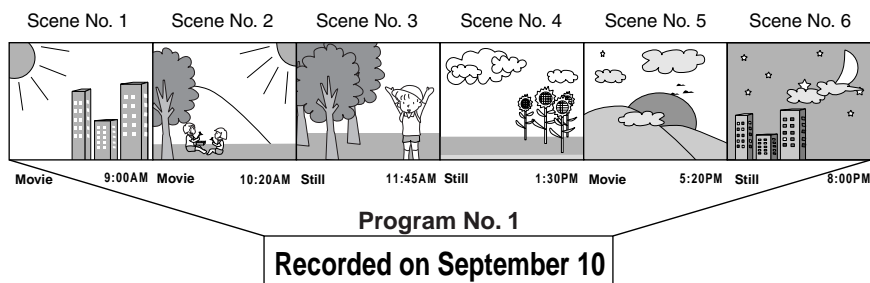 Scene No. 1 Scene No. 2 Scene No. 3 Scene No. 4 Scene No. 5 Scene No. 6
Movie 9:00AM Movie 10:20AM Still 11:45AM Still 1:30PM Movie 5:20PM Still 8:00PM
Program No. 1
Recorded on September 10